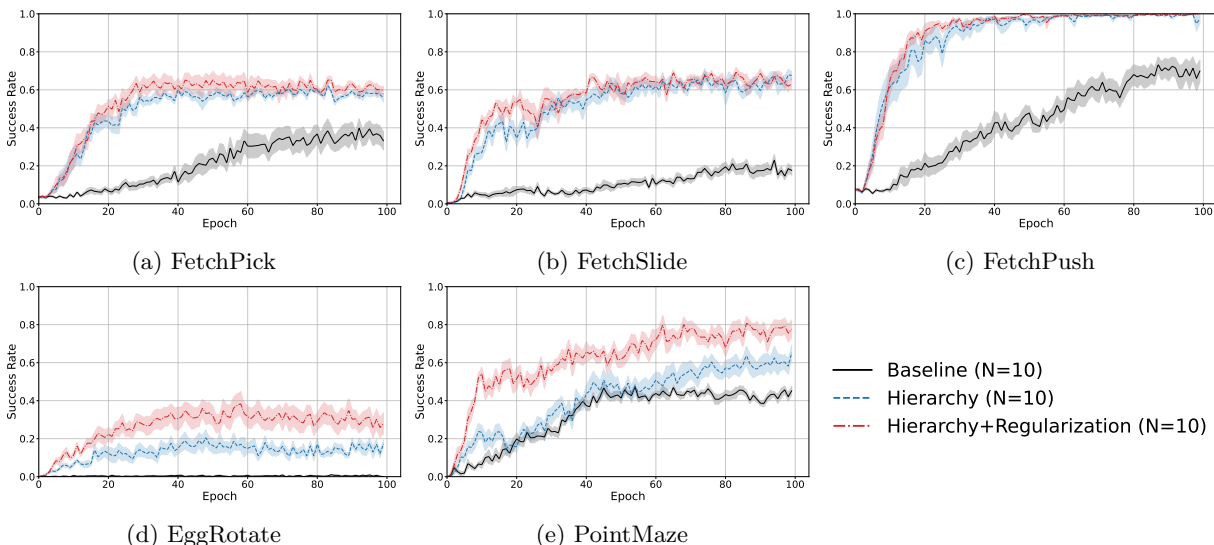 1.0
0.8
0.6
0.4
0.2
0.0
Success Rate
0 20 40 60 80 100
Epoch
(a) FetchPick
1.0
0.8
0.6
0.4
0.2
0.0
Success Rate
0 20 40 60 80 100
Epoch
(b) FetchSlide
1.0
0.8
0.6
0.4
0.2
0.0
Success Rate
0 20 40 60 80 100
Epoch
(c) FetchPush
1.0
0.8
0.6
0.4
0.2
0.0
Success Rate
0 20 40 60 80 100
Epoch
(d) EggRotate
1.0
0.8
0.6
0.4
0.2
0.0
Success Rate
0 20 40 60 80 100
Epoch
(e) PointMaze
Baseline (N=10)
Hierarchy (N=10)
Hierarchy+Regularization (N=10)